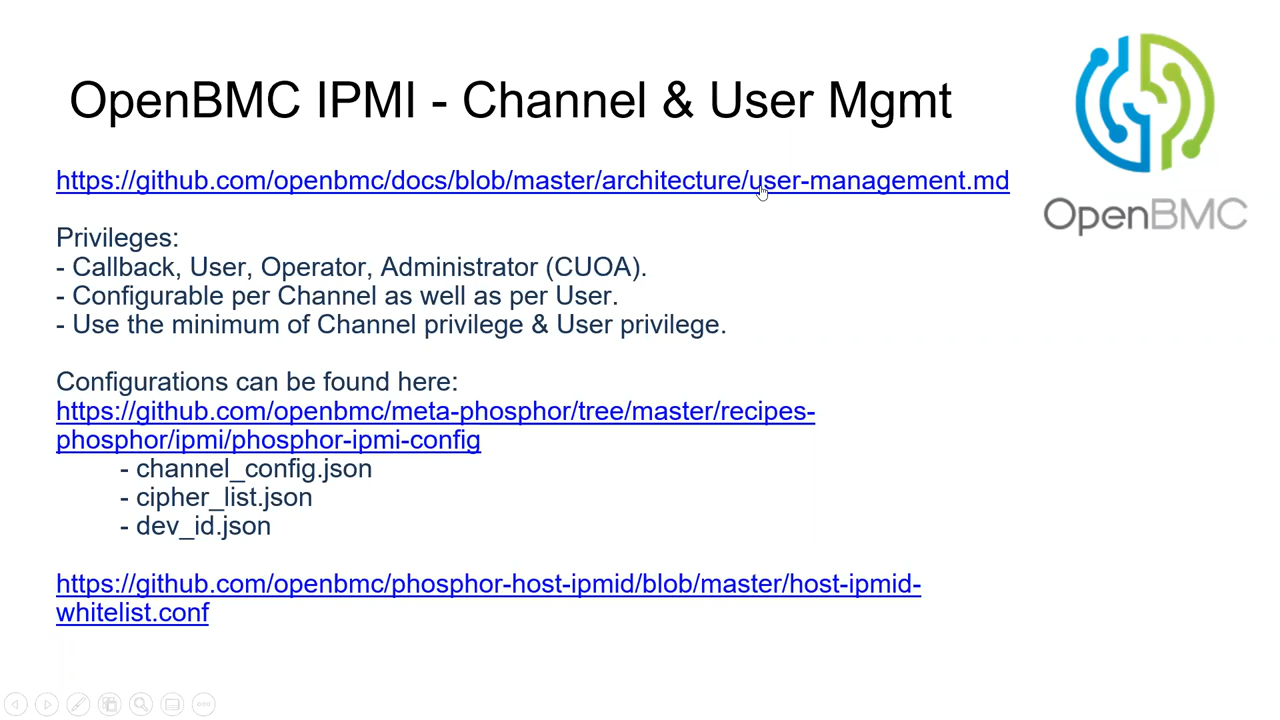 OpenBMC IPMI - Channel & User Mgmt
OpenBMC
https://github.com/openbmc/docs/blob/master/architecture/user-management.md
Privileges:
- Callback, User, Operator, Administrator (CUOA).
- Configurable per Channel as well as per User.
- Use the minimum of Channel privilege & User privilege.
Configurations can be found here:
https://github.com/openbmc/meta-phosphor/tree/master/recipes-
phosphor/ipmi/phosphor-ipmi-config
- channel_config.json
- cipher_list.json
- dev_id.json
https://github.com/openbmc/phosphor-host-ipmid/blob/master/host-ipmid-
whitelist.conf